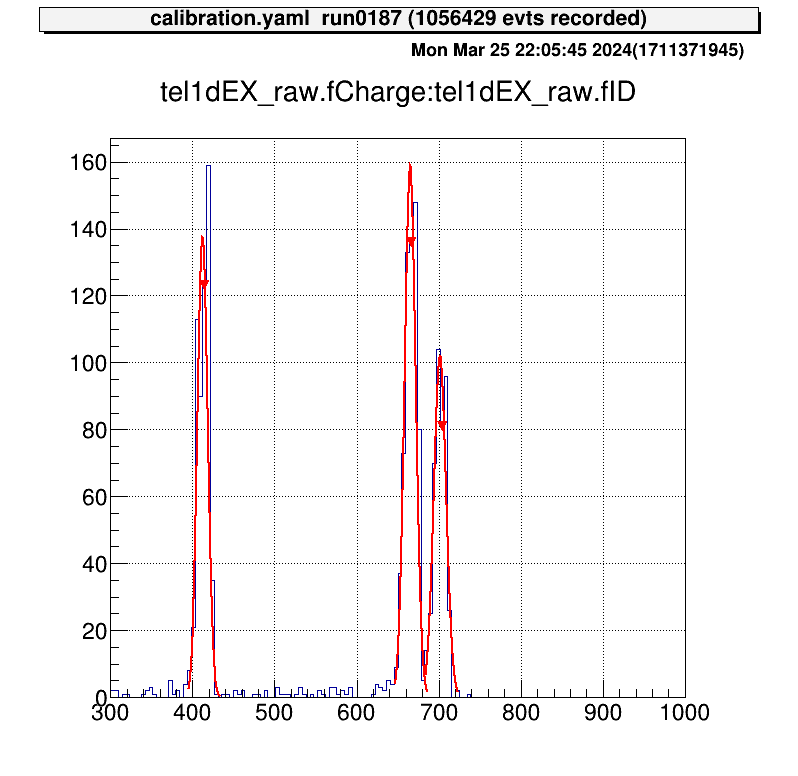 calibration.yaml run0187 (1056429 evts recorded)
Mon Mar 25 22:05:45 2024(1711371945)
tel1dEX_raw.fCharge:tel1dEX_raw.fID
160
140
120
100
80
60
40
20
0
300 400 500 600 700 800 900 1000